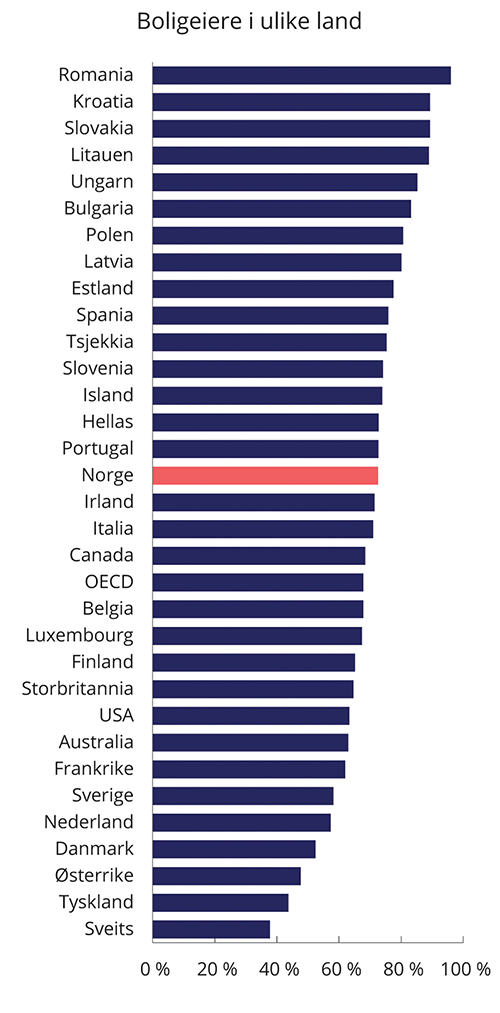 Boligeiere i ulike land
Romania
Kroatia
Slovakia
Litauen
Ungarn
Bulgaria
Polen
Latvia
Estland
Spania
Tsjekkia
Slovenia
Island
Hellas
Portugal
Norge
Irland
Italia
Canada
OECD
Belgia
Luxembourg
Finland
Storbritannia
USA
Australia
Frankrike
Sverige
Nederland
Danmark
Østerrike
Tyskland
Sveits
0 % 20 % 40 % 60 % 80 % 100 %